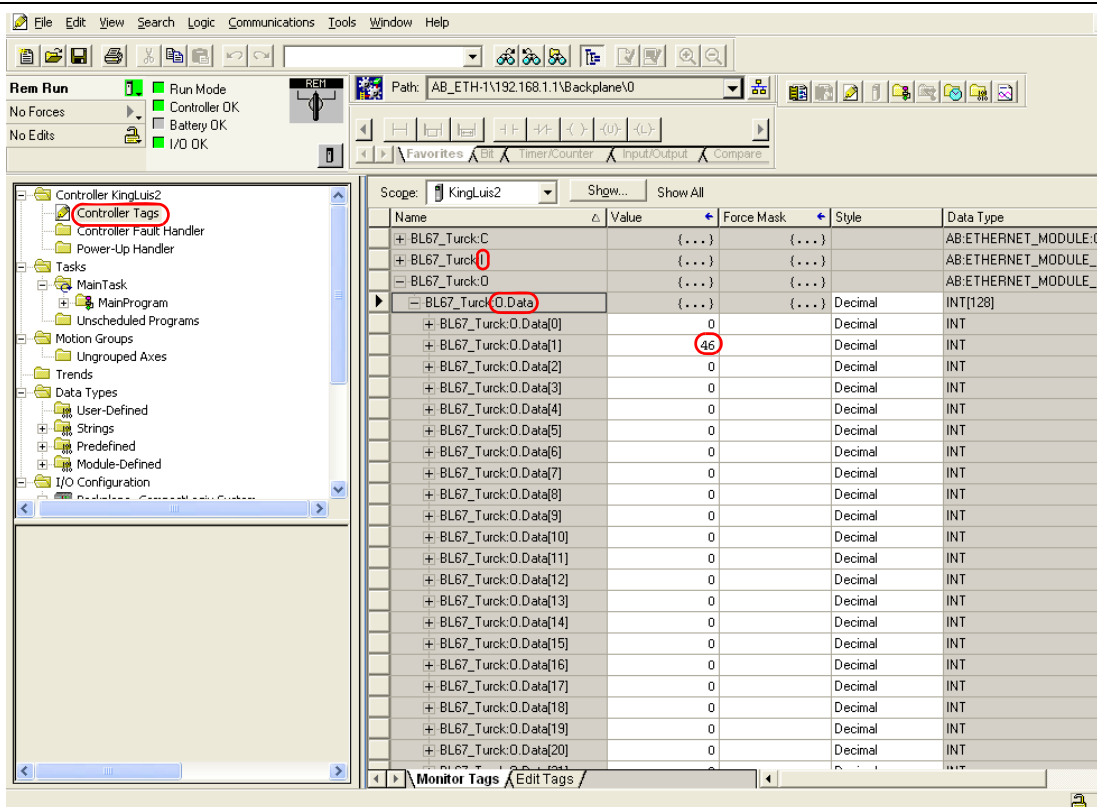 File Edit View Search Logic Communications Tools Window Help
Rem Run
No Forces
No Edits
Run Mode
Controller OK
Battery OK
I/O OK
REM
Path: AB_ETH-1\192.168.1.1\Backplane\0
Favorites Bit Timer/Counter Input/Output Compare
Controller KingLuis2
Controller Tags
Controller Fault Handler
Power-Up Handler
Tasks
MainTask
MainProgram
Unscheduled Programs
Motion Groups
Ungrouped Axes
Trends
Data Types
User-Defined
Strings
Predefined
Module-Defined
I/O Configuration
Scope: KingLuis2 Show... Show All
Name Value Force Mask Style Data Type
BL67_Turck:C {...} {...} AB:ETHERNET_MODULE:C
BL67_Turck:I {...} {...} AB:ETHERNET_MODULE_
BL67_Turck:O {...} {...} AB:ETHERNET_MODULE_
BL67_Turck:O.Data {...} {...} Decimal INT[128]
BL67_Turck:O.Data[0] 0 Decimal INT
BL67_Turck:O.Data[1] 46 Decimal INT
BL67_Turck:O.Data[2] 0 Decimal INT
BL67_Turck:O.Data[3] 0 Decimal INT
BL67_Turck:O.Data[4] 0 Decimal INT
BL67_Turck:O.Data[5] 0 Decimal INT
BL67_Turck:O.Data[6] 0 Decimal INT
BL67_Turck:O.Data[7] 0 Decimal INT
BL67_Turck:O.Data[8] 0 Decimal INT
BL67_Turck:O.Data[9] 0 Decimal INT
BL67_Turck:O.Data[10] 0 Decimal INT
BL67_Turck:O.Data[11] 0 Decimal INT
BL67_Turck:O.Data[12] 0 Decimal INT
BL67_Turck:O.Data[13] 0 Decimal INT
BL67_Turck:O.Data[14] 0 Decimal INT
BL67_Turck:O.Data[15] 0 Decimal INT
BL67_Turck:O.Data[16] 0 Decimal INT
BL67_Turck:O.Data[17] 0 Decimal INT
BL67_Turck:O.Data[18] 0 Decimal INT
BL67_Turck:O.Data[19] 0 Decimal INT
BL67_Turck:O.Data[20] 0 Decimal INT
Monitor Tags Edit Tags